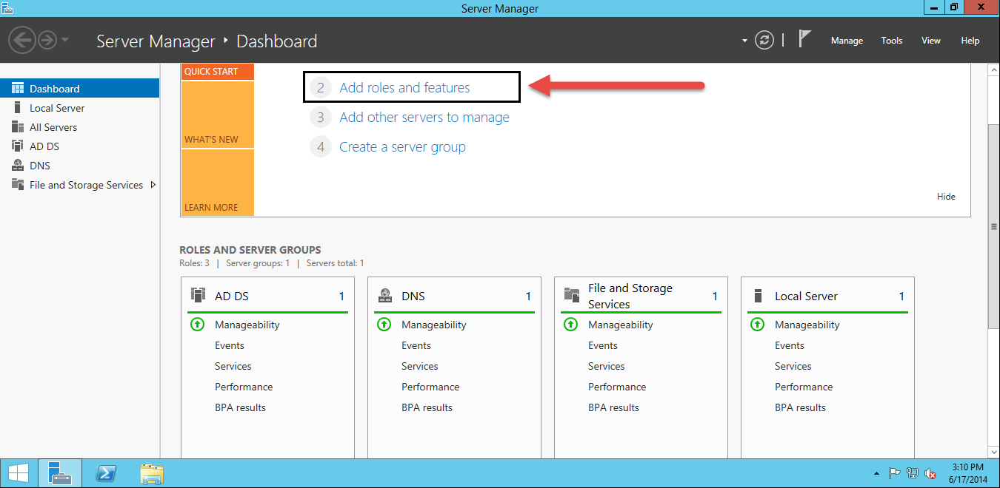 Server Manager
Server Manager ‣ Dashboard
Manage Tools View Help
Dashboard
Local Server
All Servers
AD DS
DNS
File and Storage Services
QUICK START
WHAT'S NEW
LEARN MORE
2 Add roles and features
3 Add other servers to manage
4 Create a server group
Hide
ROLES AND SERVER GROUPS
Roles: 3 | Server groups: 1 | Servers total: 1
AD DS 1
Manageability
Events
Services
Performance
BPA results
DNS 1
Manageability
Events
Services
Performance
BPA results
File and Storage
Services 1
Manageability
Events
Services
Performance
BPA results
Local Server 1
Manageability
Events
Services
Performance
BPA results
3:10 PM
6/17/2014